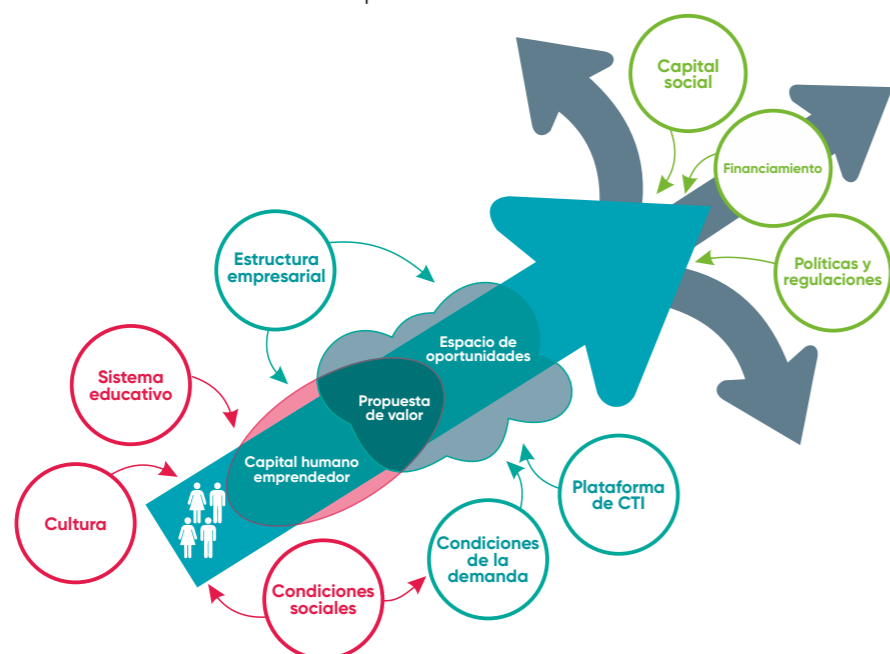 Capital
social
Financiamiento
Políticas y
regulaciones
Estructura
empresarial
Espacio de
oportunidades
Sistema
educativo
Propuesta
de valor
Capital humano
emprendedor
Cultura
Plataforma
de CTI
Condiciones
de la
demanda
Condiciones
sociales